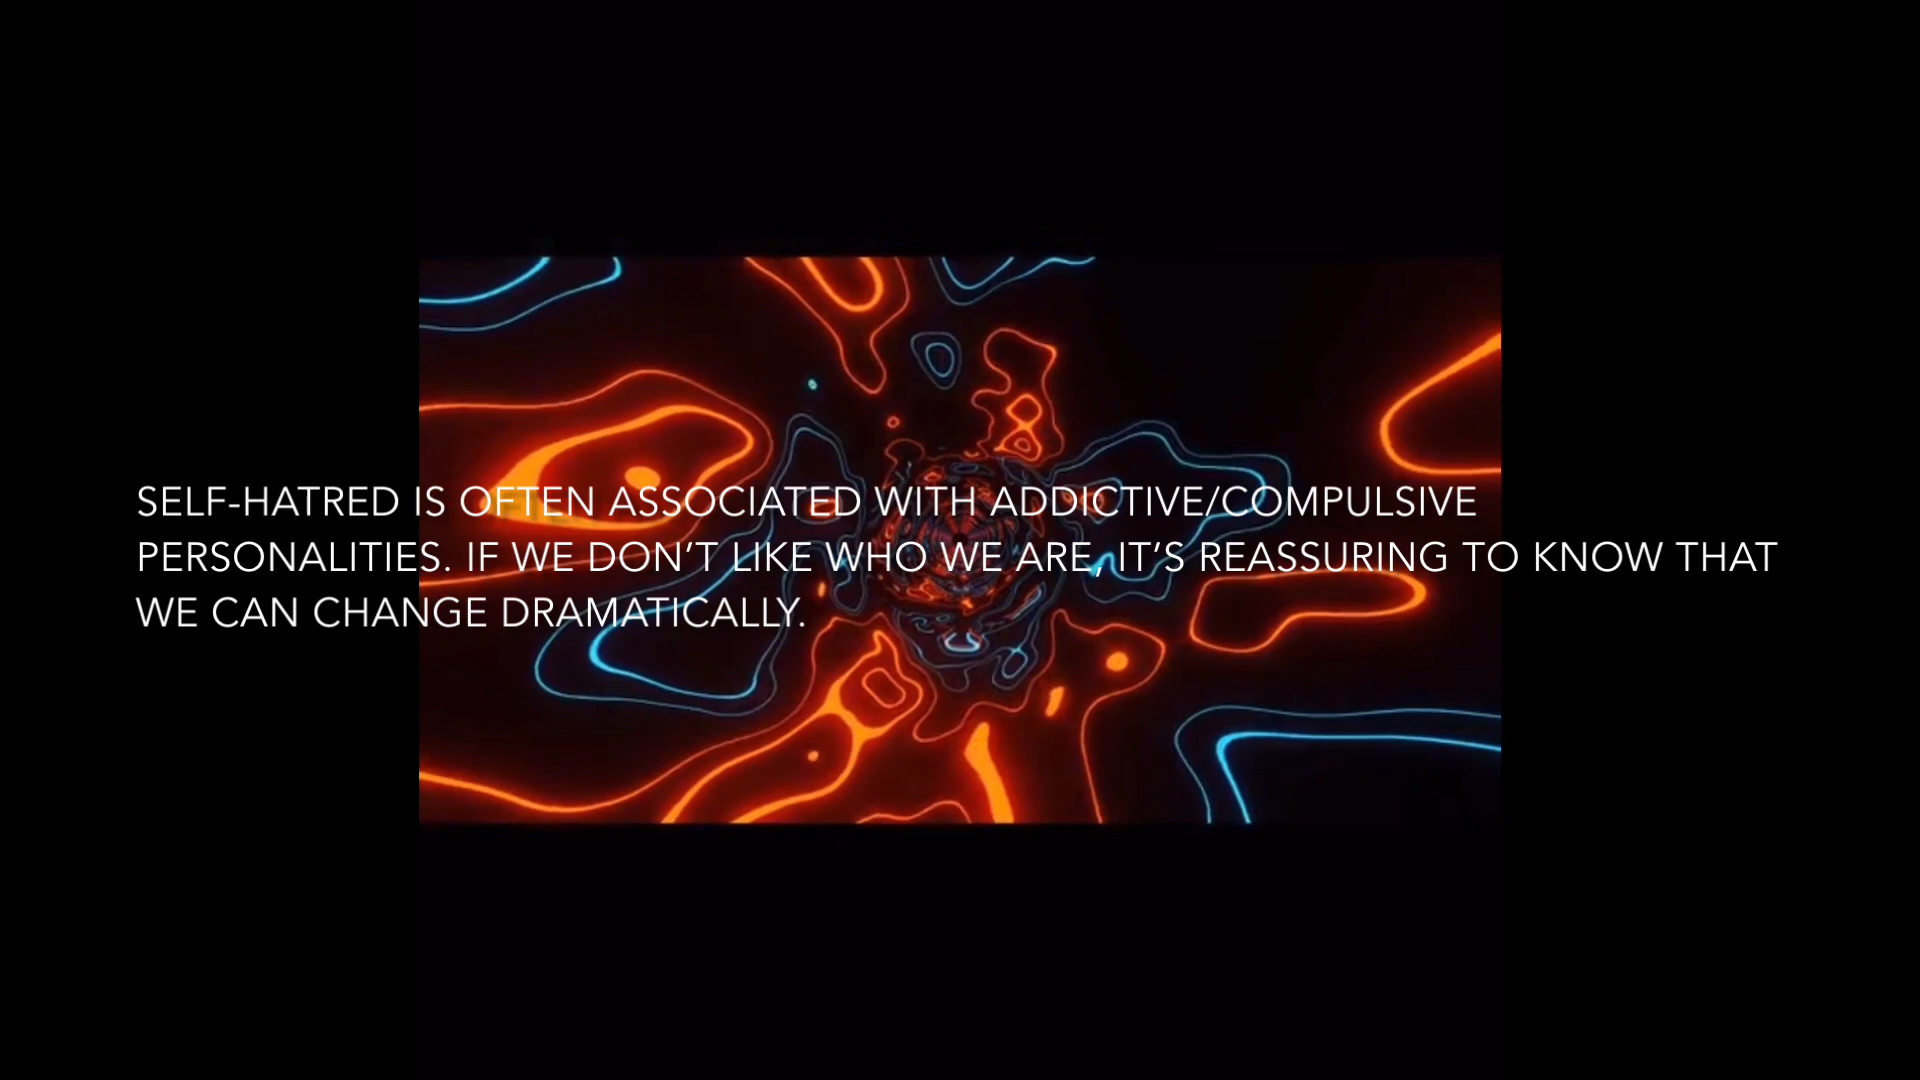 SELF-HATRED IS OFTEN ASSOCIATED WITH ADDICTIVE/COMPULSIVE
PERSONALITIES. IF WE DON’T LIKE WHO WE ARE, IT’S REASSURING TO KNOW THAT
WE CAN CHANGE DRAMATICALLY.